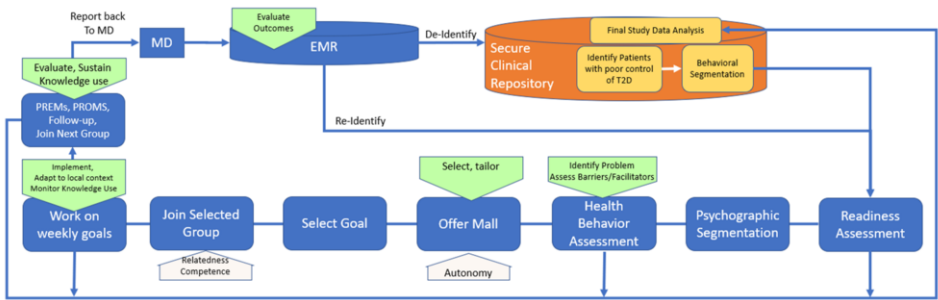 Report back
To MD
MD
Evaluate
Outcomes
EMR
De-Identify
Final Study Data Analysis
Secure
Clinical
Repository
Identify Patients
with poor control
of T2D
Behavioral
Segmentation
Evaluate, Sustain
Knowledge use
PREMs, PROMS,
Follow-up,
Join Next Group
Re-Identify
Implement,
Adapt to local context
Monitor Knowledge Use
Select, tailor
Identify Problem
Assess Barriers/Facilitators
Work on
weekly goals
Join Selected
Group
Select Goal
Offer Mall
Health
Behavior
Assessment
Psychographic
Segmentation
Readiness
Assessment
Relatedness
Competence
Autonomy